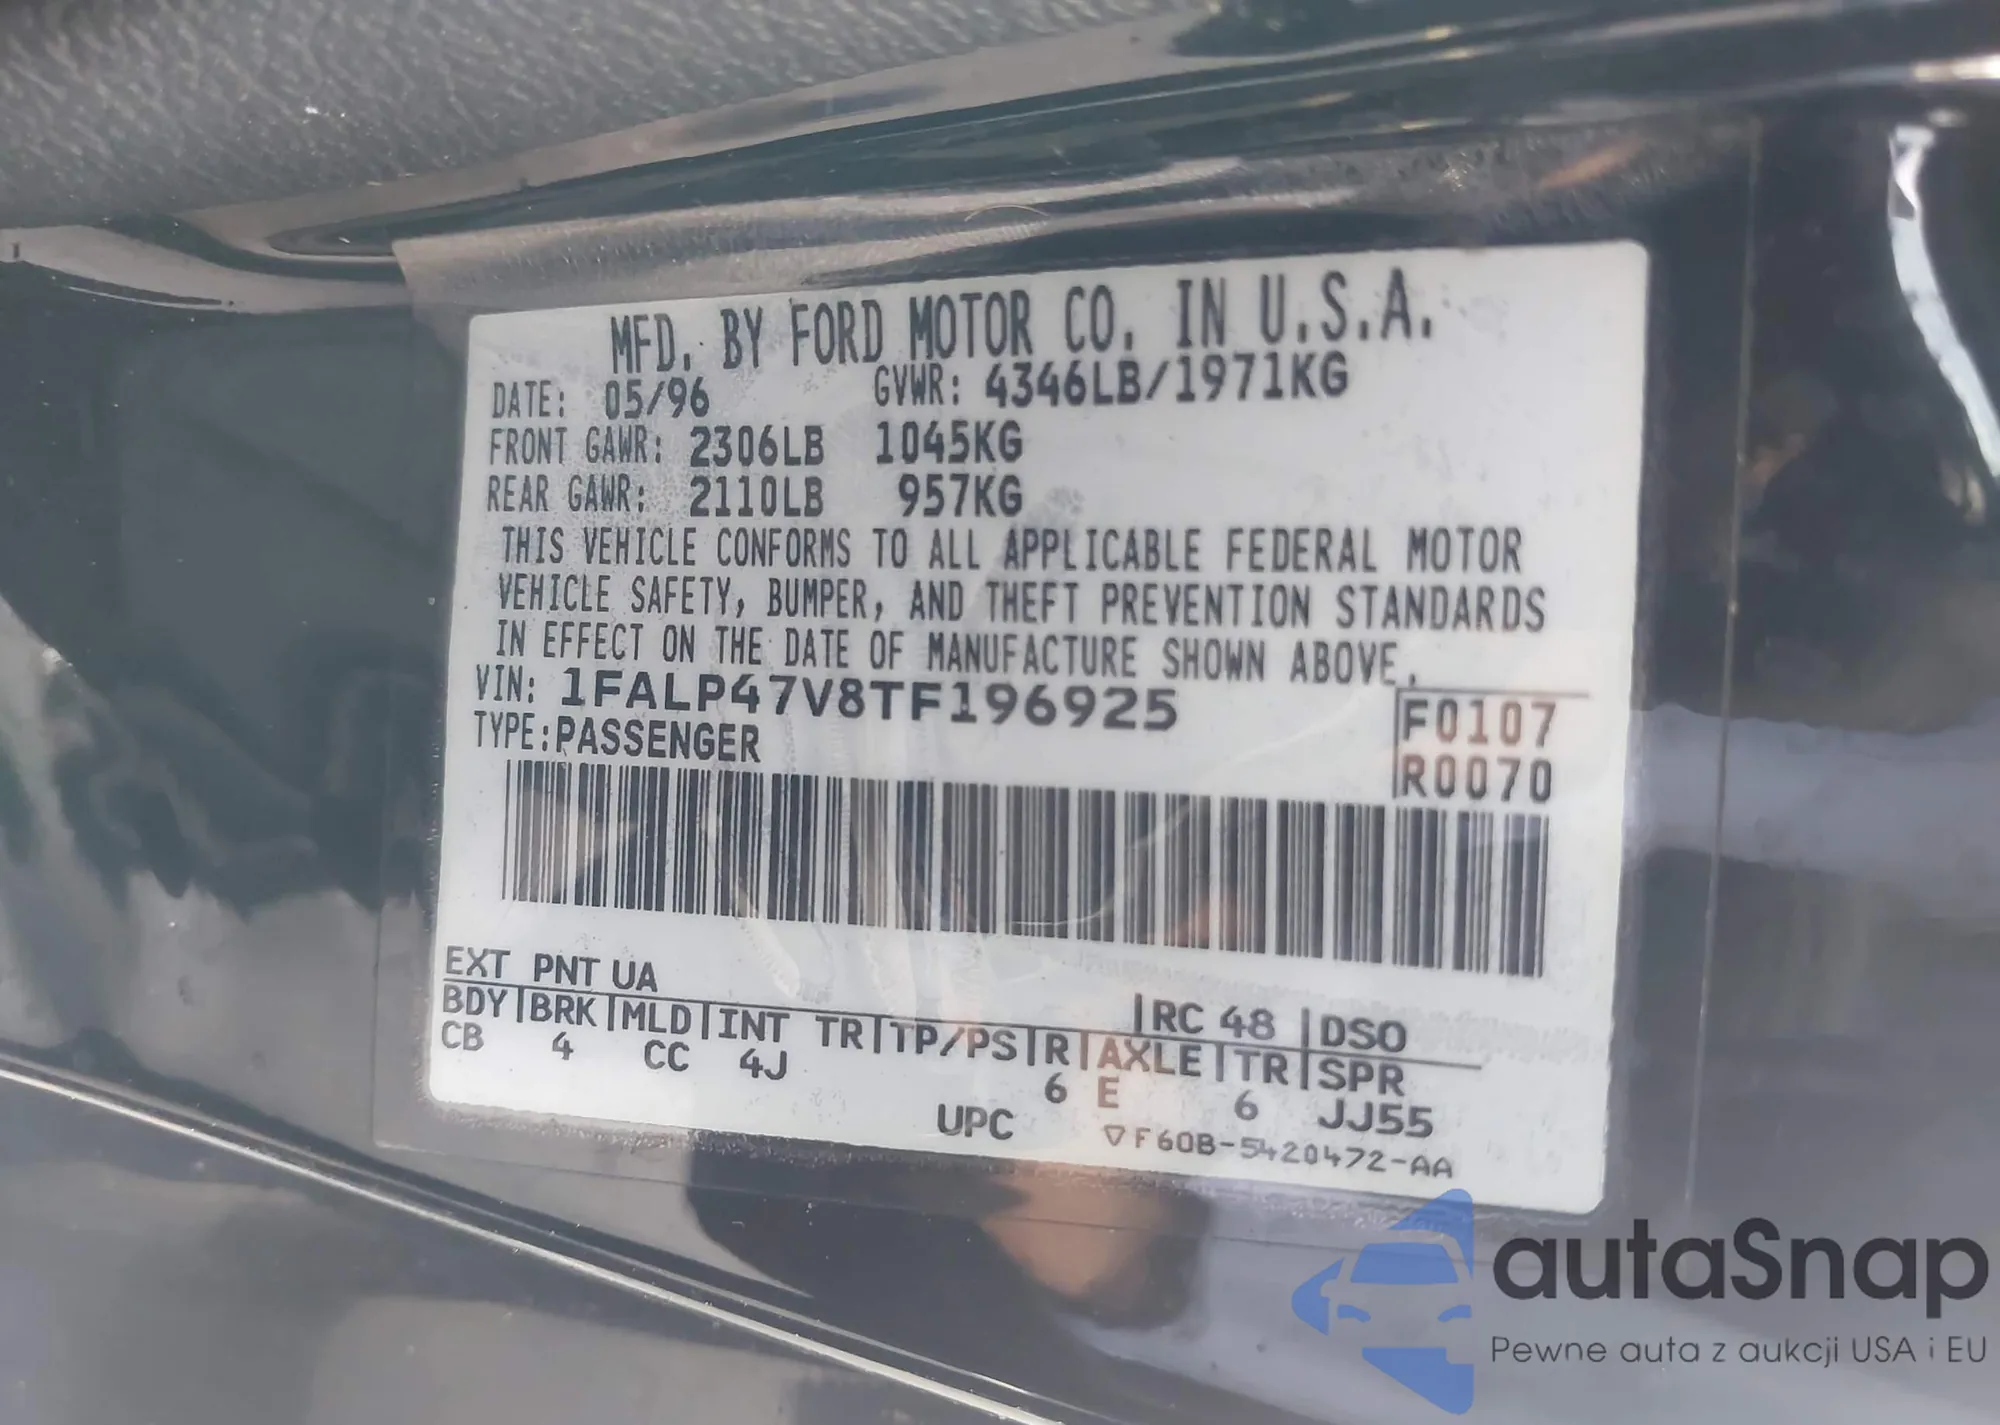 MFD. BY FORD MOTOR CO. IN U.S.A.
DATE: 05/96 GVWR: 4346LB/1971KG
FRONT GAWR: 2306LB 1045KG
REAR GAWR: 2110LB 957KG
THIS VEHICLE CONFORMS TO ALL APPLICABLE FEDERAL MOTOR
VEHICLE SAFETY, BUMPER, AND THEFT PREVENTION STANDARDS
IN EFFECT ON THE DATE OF MANUFACTURE SHOWN ABOVE.
VIN: 1FALP47V8TF196925
TYPE:PASSENGER
F0107
R0070
EXT PNT UA
RC 48 |DSO
BDY|BRK|MLD|INT TR|TP/PS|R|AXLE|TR|SPR
CB 4 CC 4J 6 E 6 JJ55
UPC
▽F60B-5420472-AA
autaSnap
Pewne auta z aukcji USA i EU